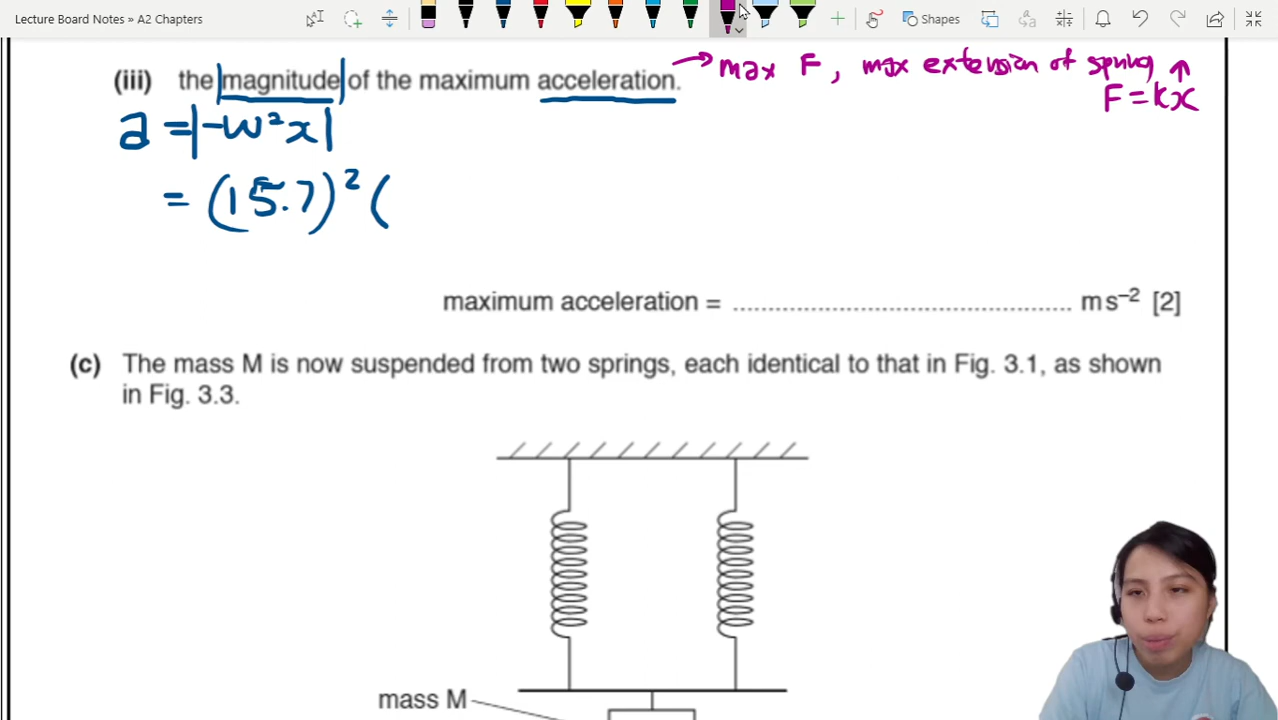 Lecture Board Notes » A2 Chapters
Shapes
(iii) the magnitude of the maximum acceleration.
→ max F, max extension of spring ↑
F = kx
a = |-ω²x|
= (15.7)² (
maximum acceleration = ............................................. m s⁻² [2]
(c) The mass M is now suspended from two springs, each identical to that in Fig. 3.1, as shown
in Fig. 3.3.
mass M